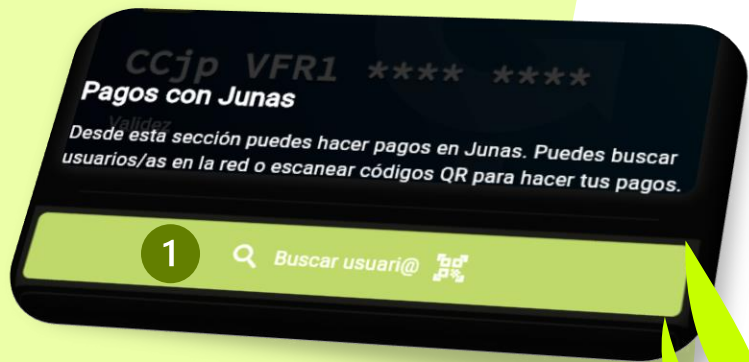 CCjp VFR1 **** ****
Pagos con Junas
Validez
Desde esta sección puedes hacer pagos en Junas. Puedes buscar
usuarios/as en la red o escanear códigos QR para hacer tus pagos.
1 Buscar usuari@